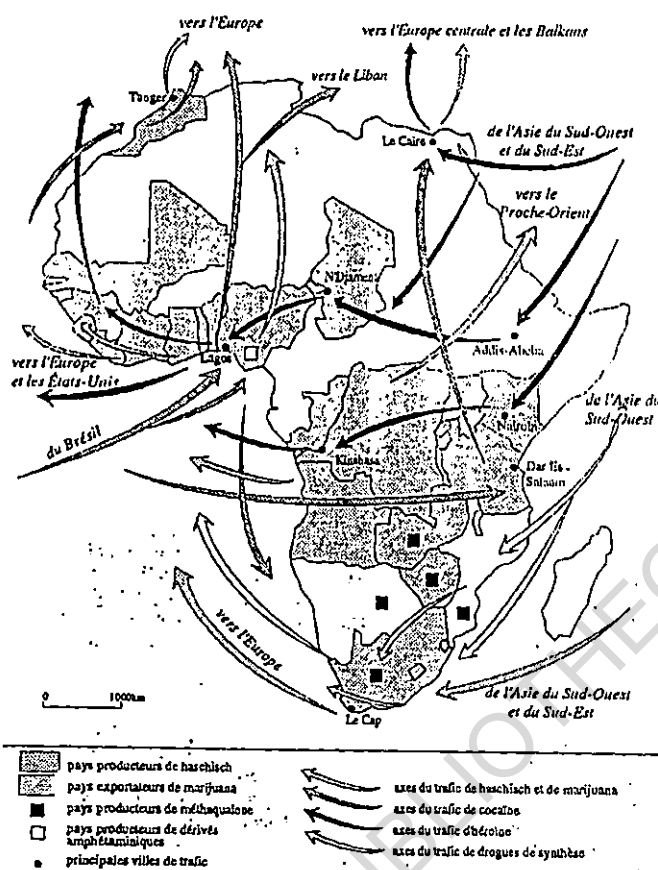 vers l'Europe
vers l'Europe centrale et les Balkans
Tanger
vers le Liban
Le Caire
de l'Asie du Sud-Ouest
et du Sud-Est
vers le
Proche-Orient
N'Djamena
Lagos
Addis-Abeba
vers l'Europe
et les États-Unis
du Brésil
Nairobi
de l'Asie du
Sud-Ouest
Kinshasa
Dar Es-
Salaam
vers l'Europe
0 1000km
Le Cap
de l'Asie du Sud-Ouest
et du Sud-Est
pays producteurs de haschisch
pays exportateurs de marijuana
pays producteurs de méthaqualone
pays producteurs de dérivés
amphétaminiques
principales villes de trafic
axes du trafic de haschisch et de marijuana
axes du trafic de cocaïne
axes du trafic d'héroïne
axes du trafic de drogues de synthèse
BIBLIOTHEC